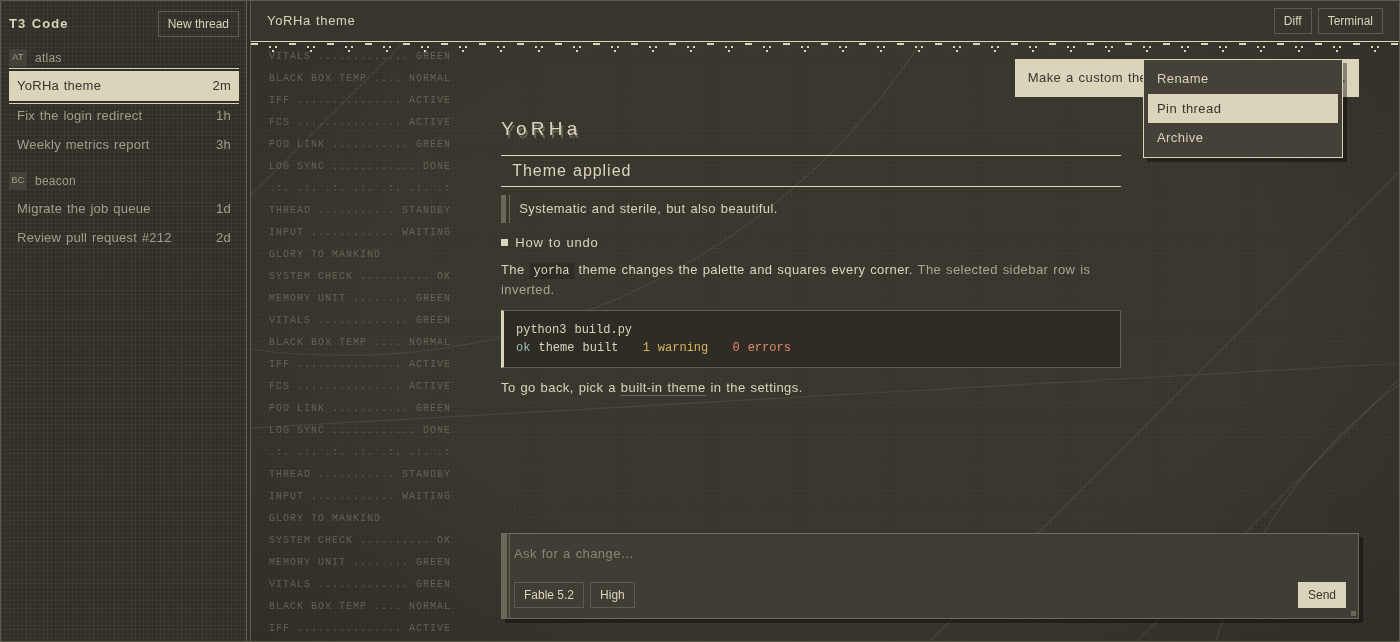 T3 Code
New thread
AT atlas
YoRHa theme 2m
Fix the login redirect 1h
Weekly metrics report 3h
BC beacon
Migrate the job queue 1d
Review pull request #212 2d
YoRHa theme
Diff
Terminal
VITALS ............. GREEN
BLACK BOX TEMP .... NORMAL
IFF ............... ACTIVE
FCS ............... ACTIVE
POD LINK .......... GREEN
LOG SYNC ............ DONE
.:. .:. .:. .:. .:. .:. .:
THREAD ........... STANDBY
INPUT ............ WAITING
GLORY TO MANKIND
SYSTEM CHECK .......... OK
MEMORY UNIT ........ GREEN
VITALS ............. GREEN
BLACK BOX TEMP .... NORMAL
IFF ............... ACTIVE
FCS ............... ACTIVE
POD LINK .......... GREEN
LOG SYNC ............ DONE
.:. .:. .:. .:. .:. .:. .:
THREAD ........... STANDBY
INPUT ............ WAITING
GLORY TO MANKIND
SYSTEM CHECK .......... OK
MEMORY UNIT ........ GREEN
VITALS ............. GREEN
BLACK BOX TEMP .... NORMAL
IFF ............... ACTIVE
Make a custom
Rename
Pin thread
Archive
YoRHa
Theme applied
Systematic and sterile, but also beautiful.
How to undo
The yorha theme changes the palette and squares every corner. The selected sidebar row is
inverted.
python3 build.py
ok theme built 1 warning 0 errors
To go back, pick a built-in theme in the settings.
Ask for a change...
Fable 5.2
High
Send